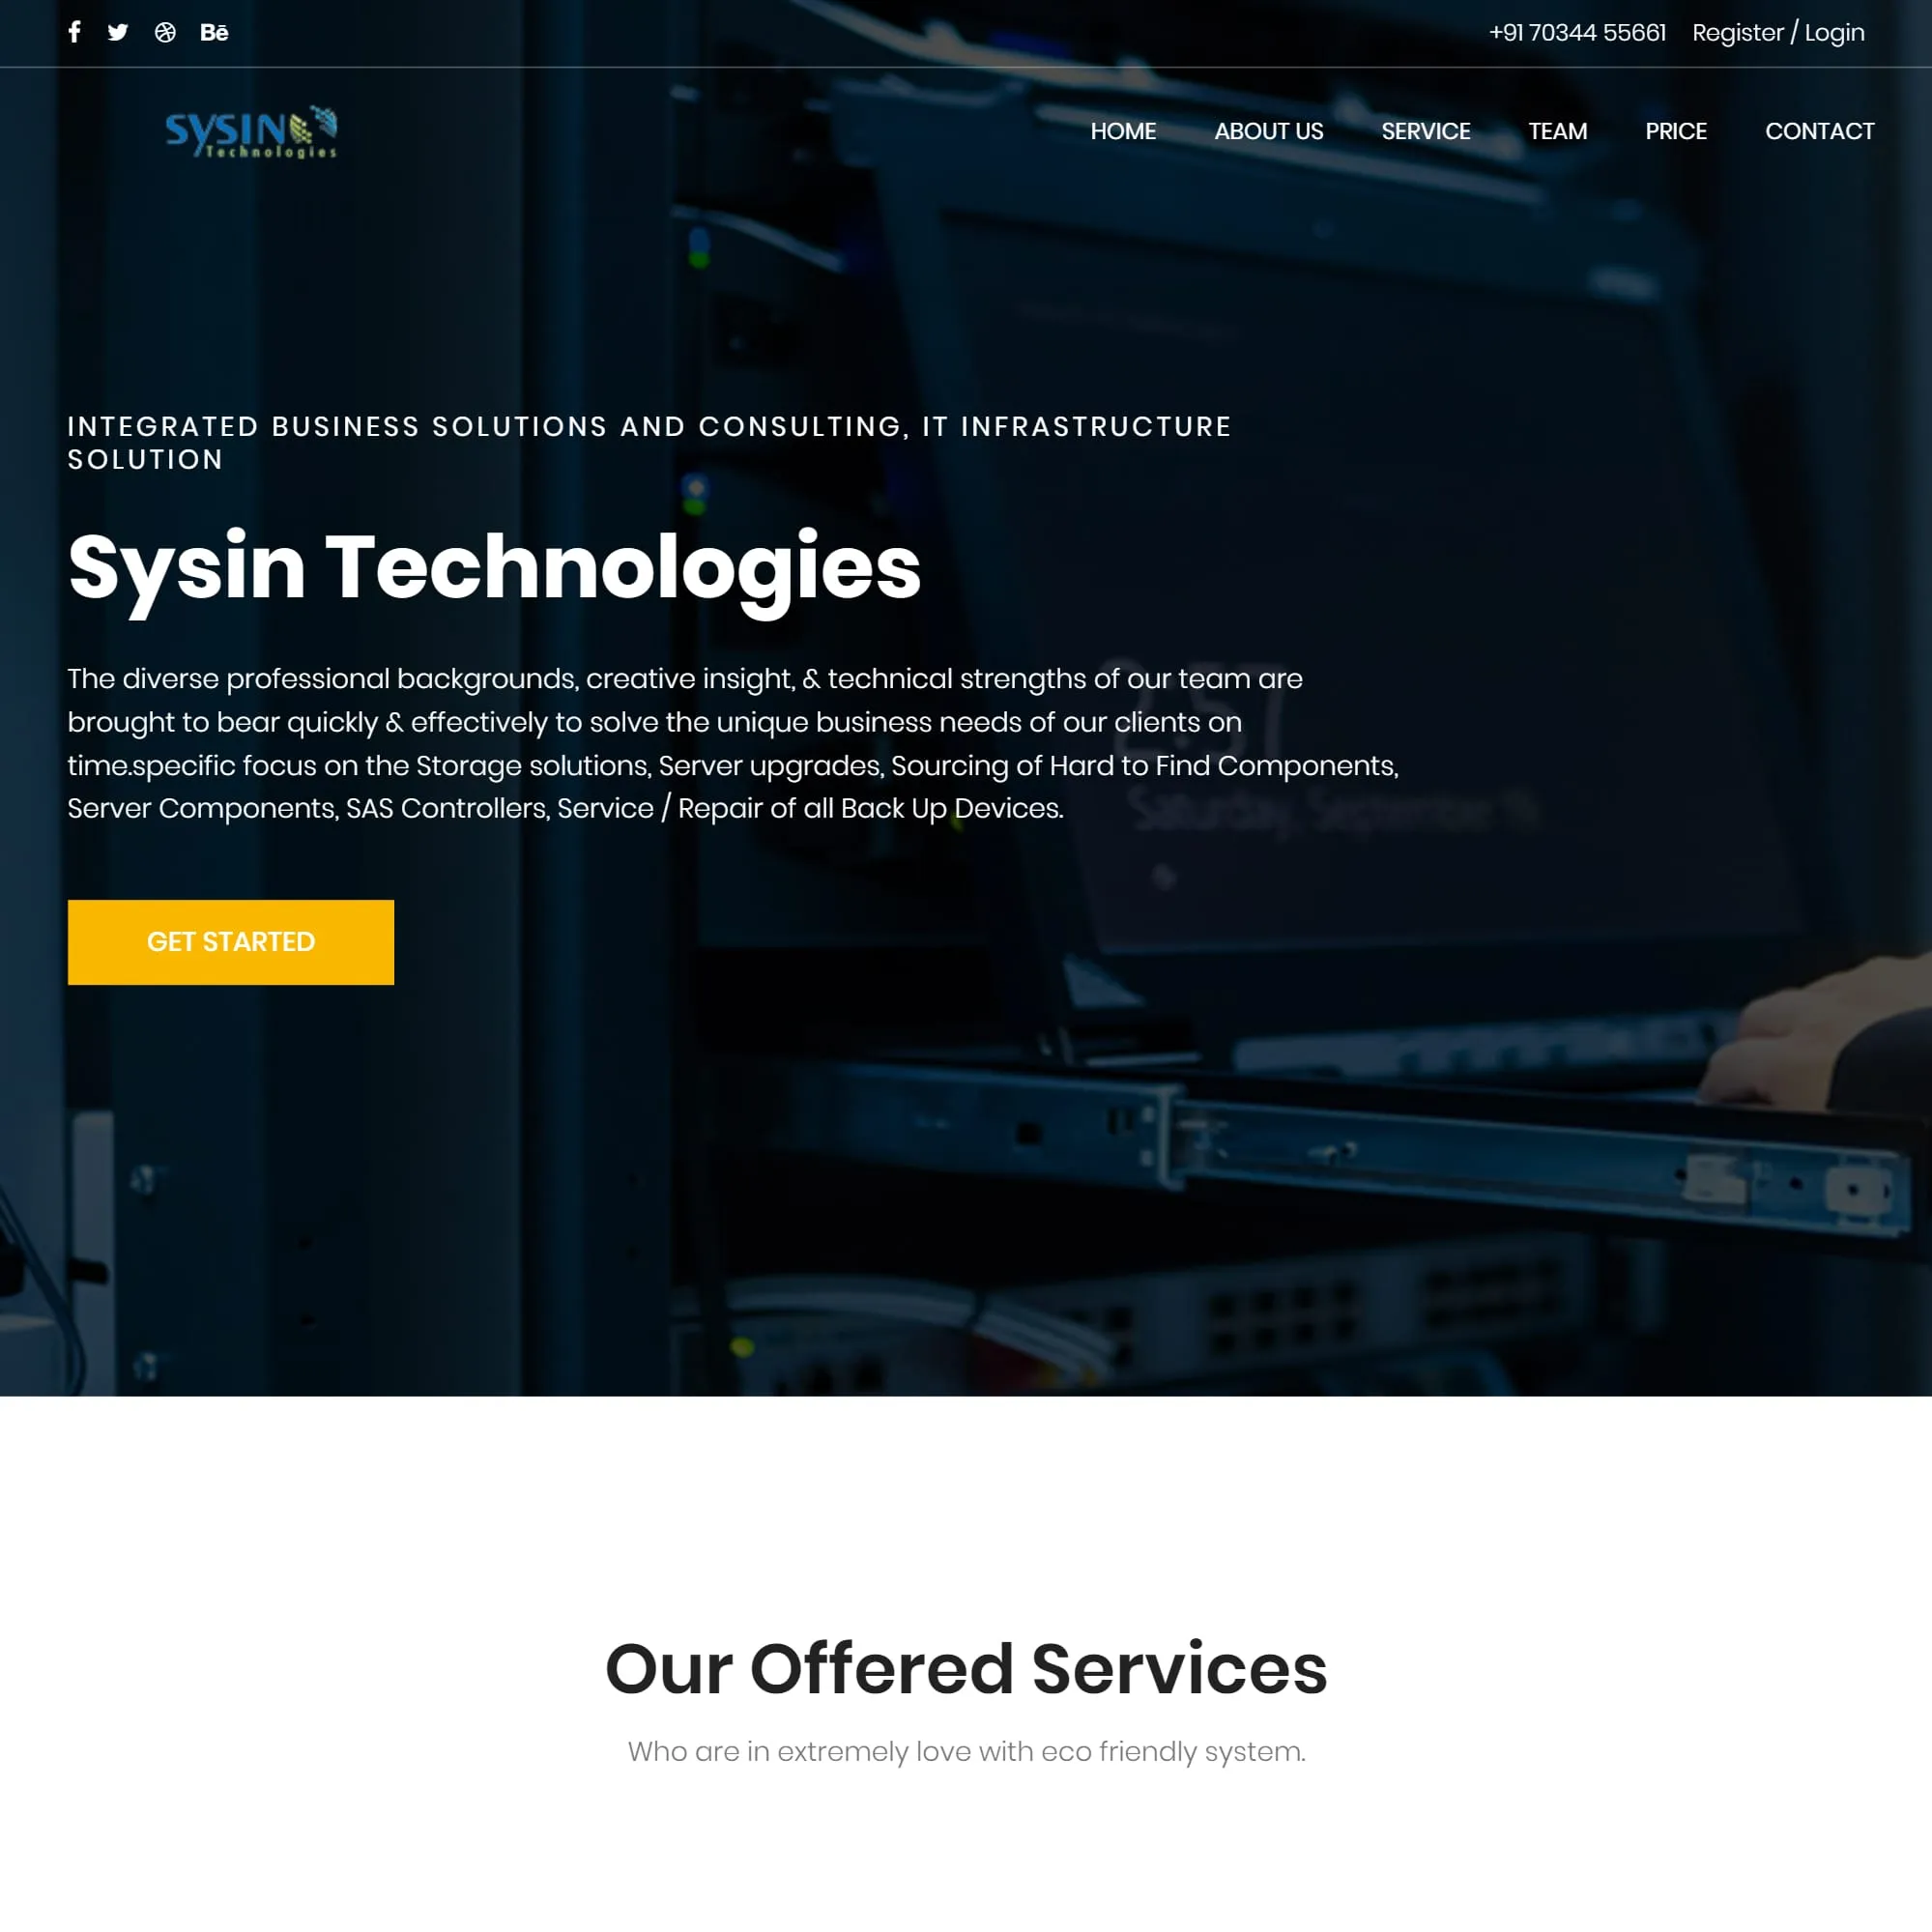 Bē
+91 70344 55661 Register / Login
SYSIN
Technologies
HOME ABOUT US SERVICE TEAM PRICE CONTACT
INTEGRATED BUSINESS SOLUTIONS AND CONSULTING, IT INFRASTRUCTURE
SOLUTION
Sysin Technologies
The diverse professional backgrounds, creative insight, & technical strengths of our team are
brought to bear quickly & effectively to solve the unique business needs of our clients on
time.specific focus on the Storage solutions, Server upgrades, Sourcing of Hard to Find Components,
Server Components, SAS Controllers, Service / Repair of all Back Up Devices.
2:57
Saturday, September
GET STARTED
Our Offered Services
Who are in extremely love with eco friendly system.